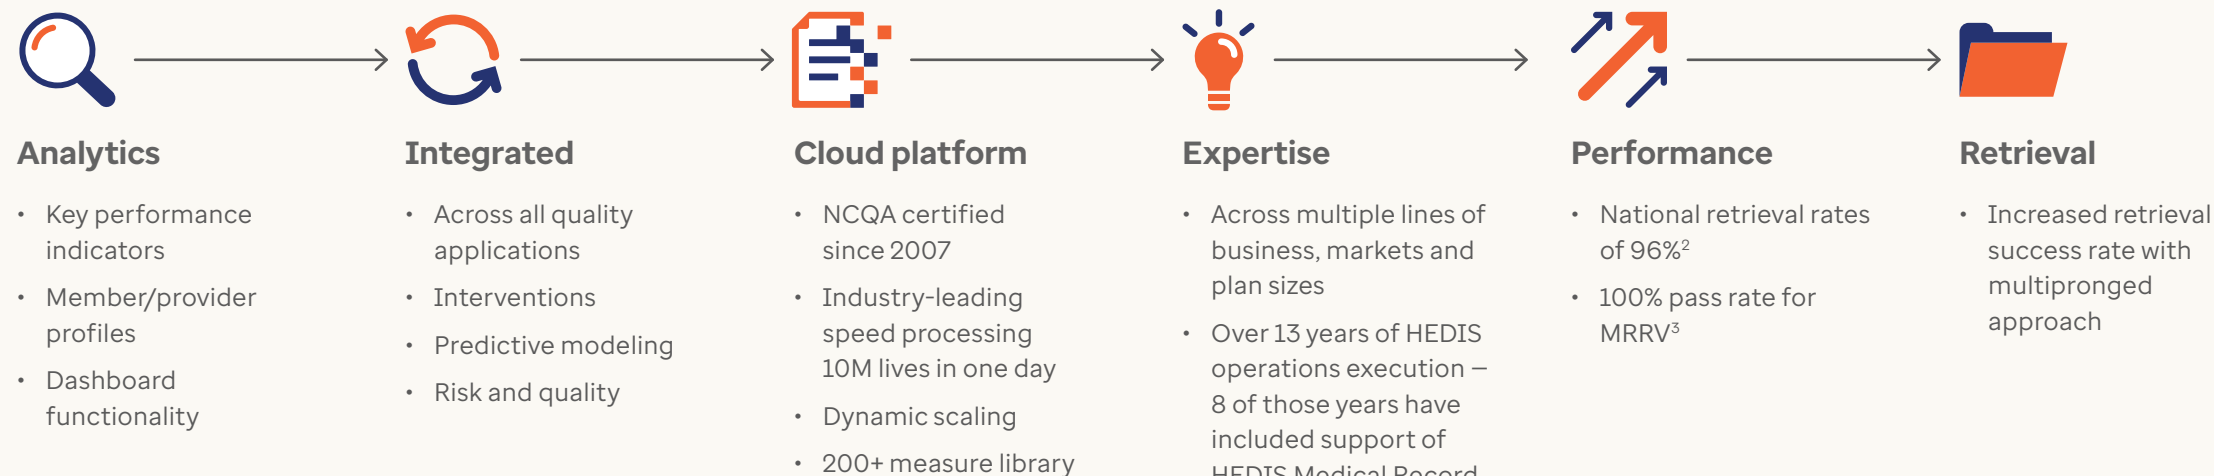 Analytics
• Key performance
indicators
• Member/provider
profiles
• Dashboard
functionality
Integrated
• Across all quality
applications
• Interventions
• Predictive modeling
• Risk and quality
Cloud platform
• NCQA certified
since 2007
• Industry-leading
speed processing
10M lives in one day
• Dynamic scaling
• 200+ measure library
Expertise
• Across multiple lines of
business, markets and
plan sizes
• Over 13 years of HEDIS
operations execution –
8 of those years have
included support of
HEDIS Medical Record
Performance
• National retrieval rates
of 96%²
• 100% pass rate for
MRRV³
Retrieval
• Increased retrieval
success rate with
multipronged
approach